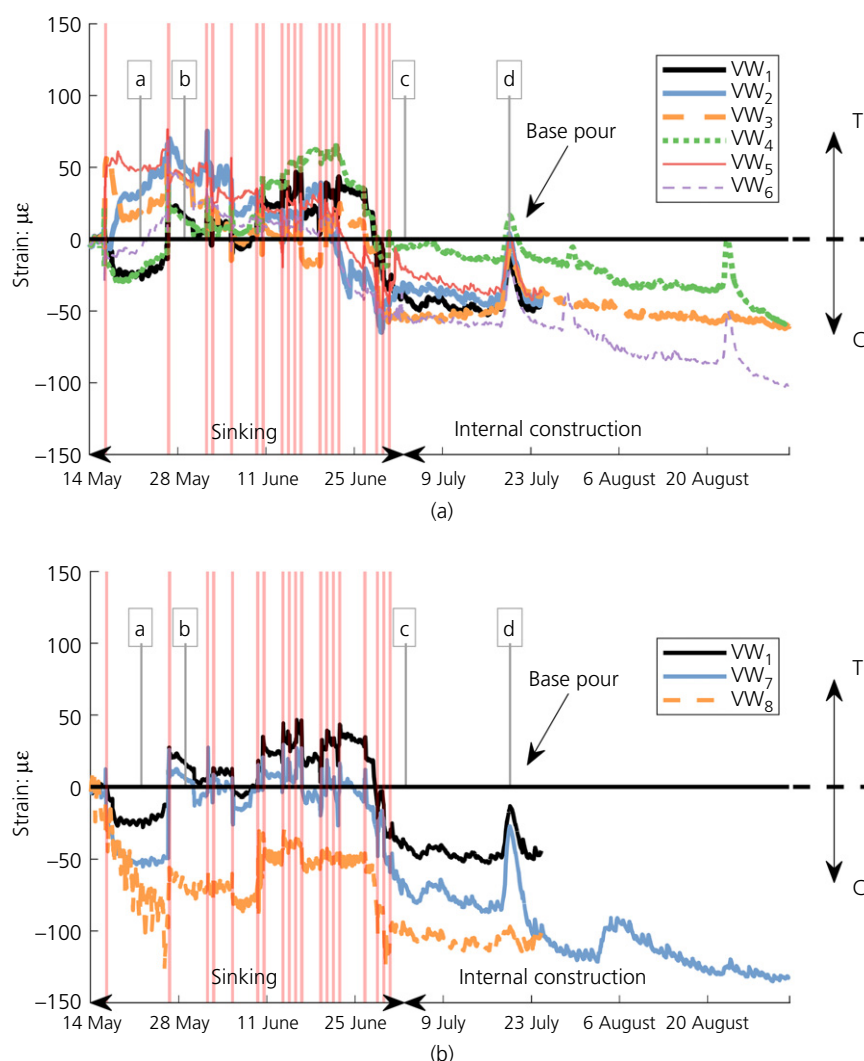 150
100
50
0
−50
−100
−150
Strain: με
a
b
c
d
Base pour
VW1
VW2
VW3
VW4
VW5
VW6
T
C
Sinking
Internal construction
14 May
28 May
11 June
25 June
9 July
23 July
6 August
20 August
(a)
150
100
50
0
−50
−100
−150
Strain: με
a
b
c
d
Base pour
VW1
VW7
VW8
T
C
Sinking
Internal construction
14 May
28 May
11 June
25 June
9 July
23 July
6 August
20 August
(b)